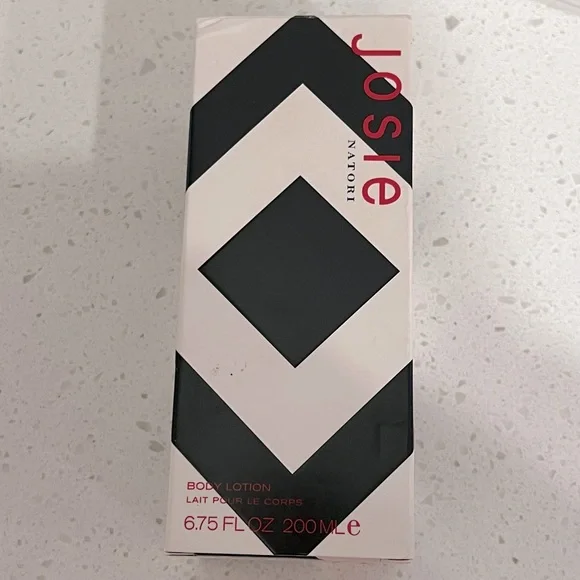 Josie
NATORI
BODY LOTION
LAIT POUR LE CORPS
6.75 FL OZ 200 ML e